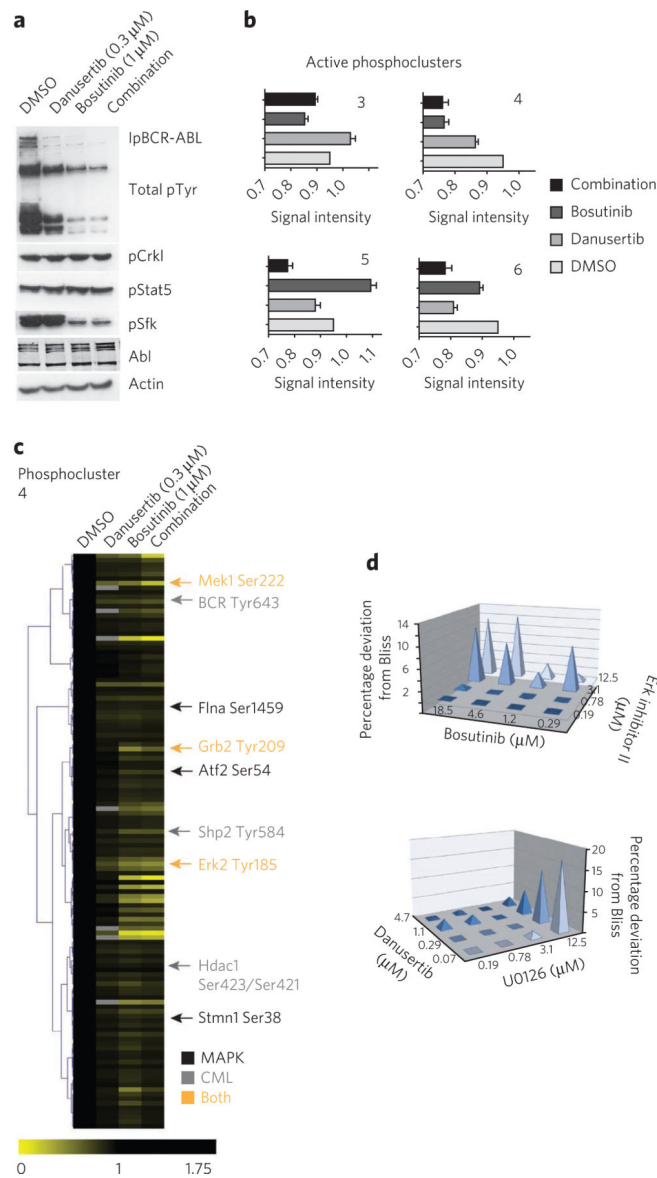 a
DMSO
Danusertib (0.3 µM)
Bosutinib (1 µM)
Combination
IpBCR-ABL
Total pTyr
pCrkl
pStat5
pSfk
Abl
Actin
b
Active phosphoclusters
3
0.7
0.8
0.9
1.0
Signal intensity
4
0.7
0.8
0.9
1.0
Signal intensity
5
0.7
0.8
0.9
1.0
1.1
Signal intensity
6
0.7
0.8
0.9
1.0
Signal intensity
Combination
Bosutinib
Danusertib
DMSO
c
Phosphocluster
4
DMSO
Danusertib (0.3 µM)
Bosutinib (1 µM)
Combination
Mek1 Ser222
BCR Tyr643
Flna Ser1459
Grb2 Tyr209
Atf2 Ser54
Shp2 Tyr584
Erk2 Tyr185
Hdac1
Ser423/Ser421
Stmn1 Ser38
MAPK
CML
Both
0
1
1.75
d
Percentage deviation
from Bliss
14
12
10
8
6
4
2
18.5
4.6
1.2
0.29
Bosutinib (µM)
12.5
3.1
0.78
0.19
Erk inhibitor II
(µM)
20
15
10
5
Percentage deviation
from Bliss
4.7
1.1
0.29
0.07
Danusertib
(µM)
0.19
0.78
3.1
12.5
U0126 (µM)